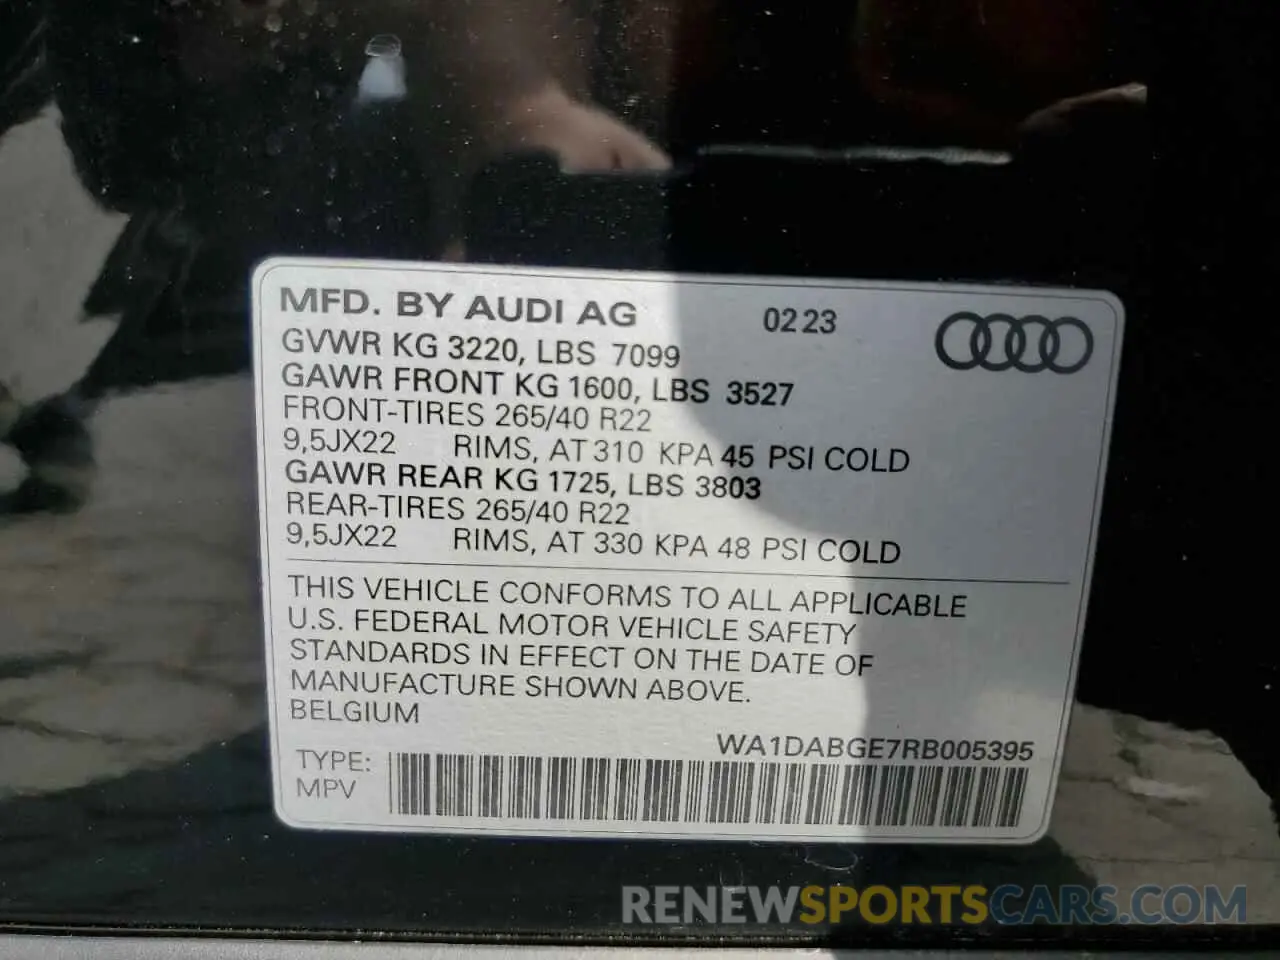 MFD. BY AUDI AG 02 23
GVWR KG 3220, LBS 7099
GAWR FRONT KG 1600, LBS 3527
FRONT-TIRES 265/40 R22
9,5JX22 RIMS, AT 310 KPA 45 PSI COLD
GAWR REAR KG 1725, LBS 3803
REAR-TIRES 265/40 R22
9,5JX22 RIMS, AT 330 KPA 48 PSI COLD
THIS VEHICLE CONFORMS TO ALL APPLICABLE
U.S. FEDERAL MOTOR VEHICLE SAFETY
STANDARDS IN EFFECT ON THE DATE OF
MANUFACTURE SHOWN ABOVE.
BELGIUM
WA1DABGE7RB005395
TYPE:
MPV
RENEWSPORTSCARS.COM